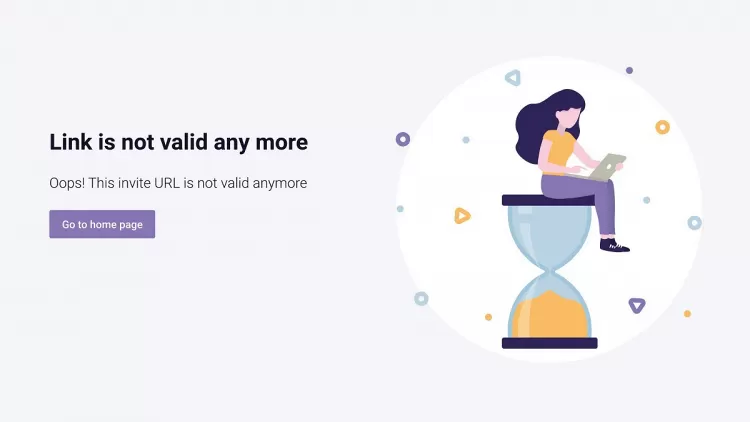 Link is not valid any more
Oops! This invite URL is not valid anymore
Go to home page